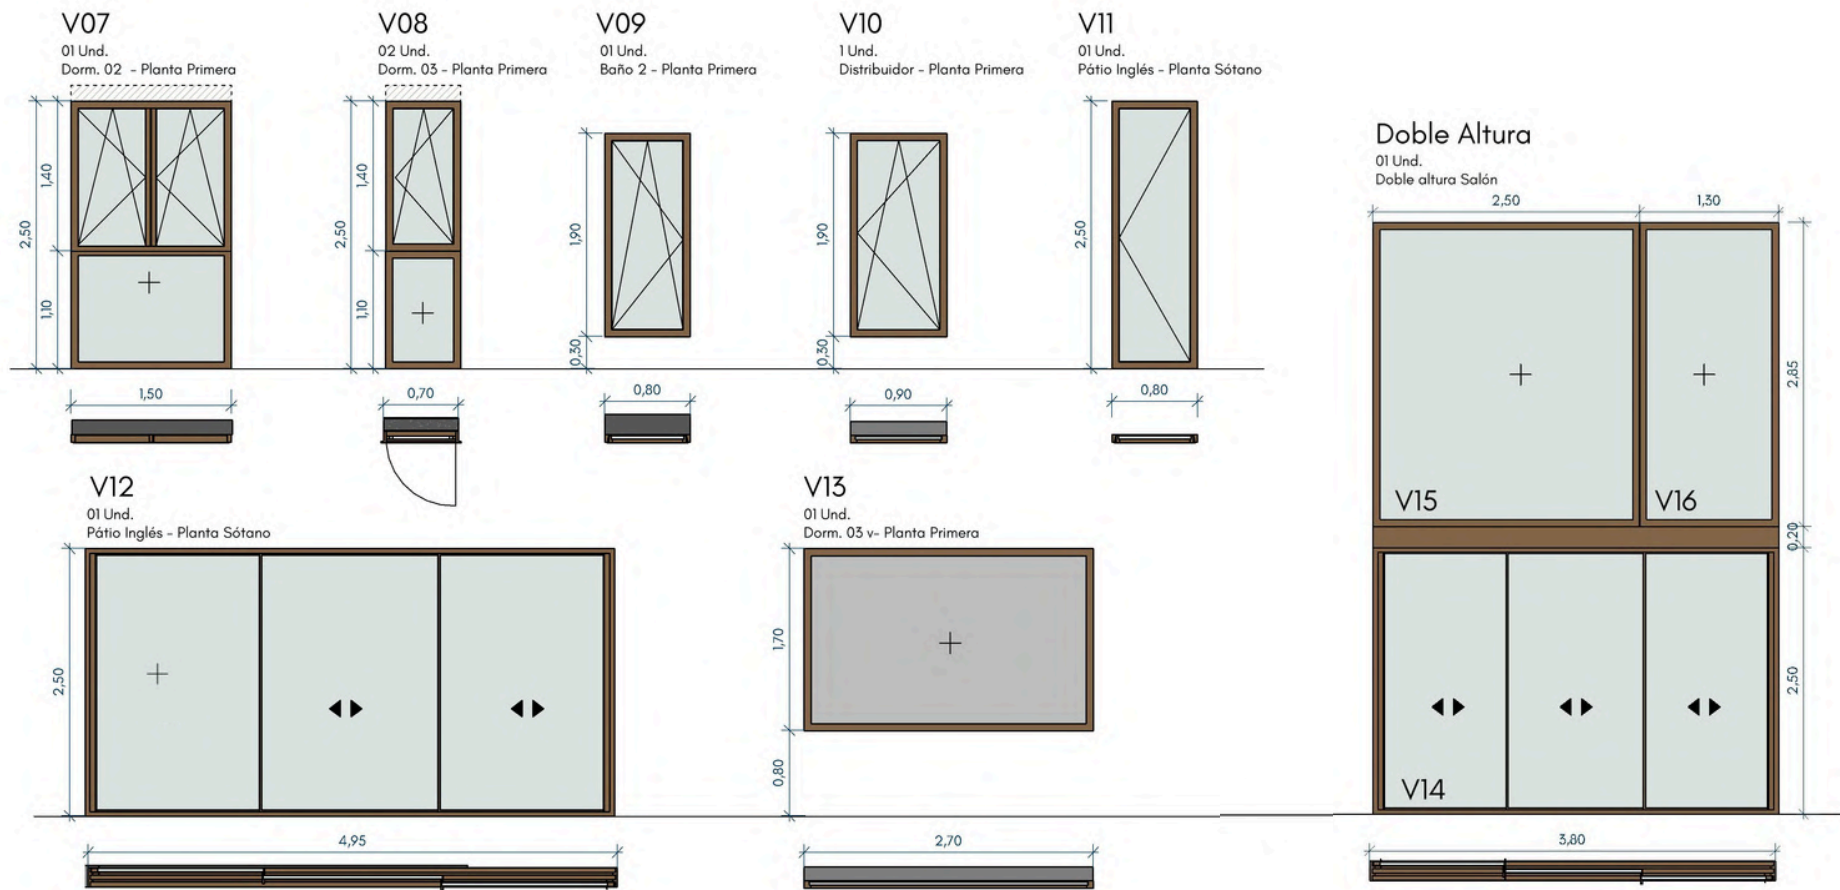 V07
01 Und.
Dorm. 02 - Planta Primera
2,50
1,40
1,10
1,50
V08
02 Und.
Dorm. 03 - Planta Primera
2,50
1,40
1,10
0,70
V09
01 Und.
Baño 2 - Planta Primera
1,90
0,30
0,80
V10
1 Und.
Distribuidor - Planta Primera
1,90
0,30
0,90
V11
01 Und.
Pátio Inglés - Planta Sótano
2,50
0,80
Doble Altura
01 Und.
Doble altura Salón
2,50
1,30
2,85
V15
V16
0,20
2,50
V14
3,80
V12
01 Und.
Pátio Inglés - Planta Sótano
2,50
4,95
V13
01 Und.
Dorm. 03 v- Planta Primera
1,70
0,80
2,70